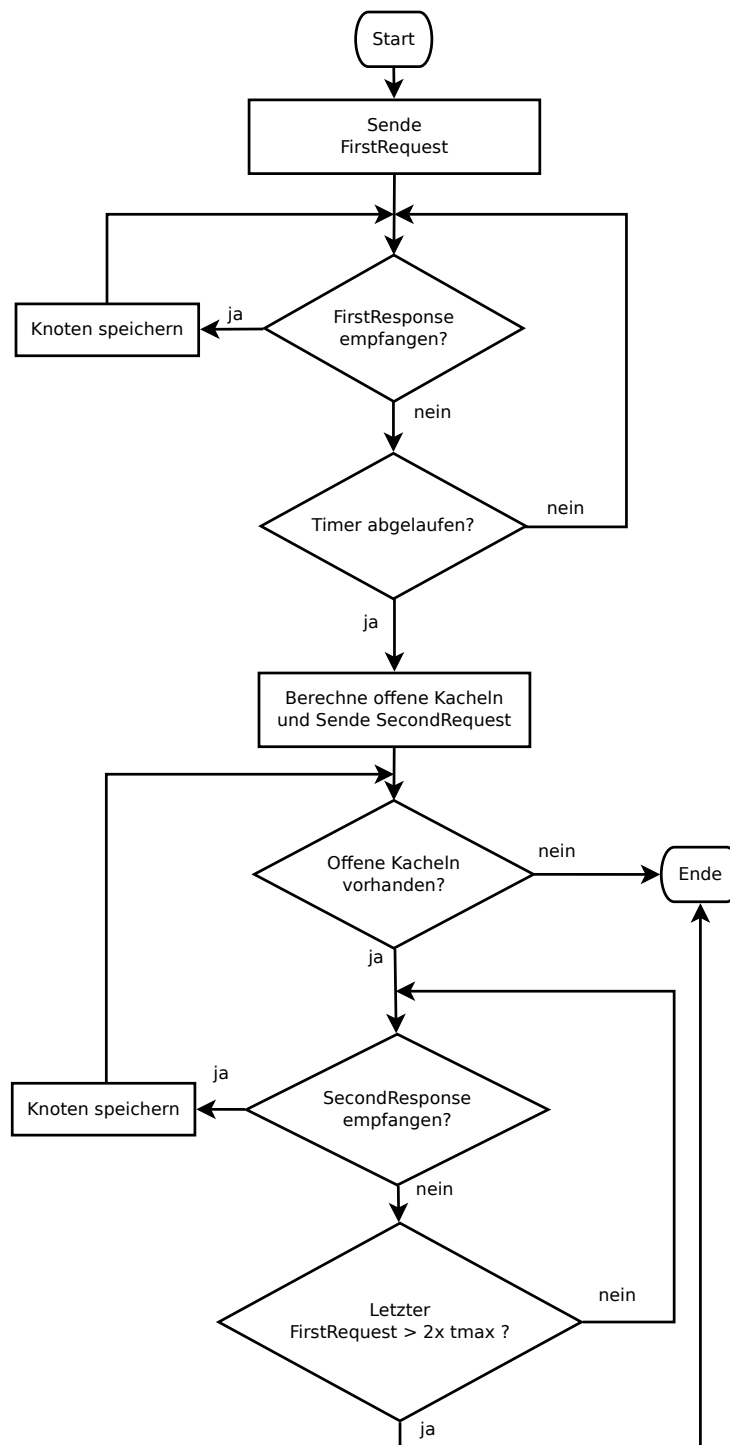 Start
Sende
FirstRequest
FirstResponse
empfangen?
ja
Knoten speichern
nein
Timer abgelaufen?
nein
ja
Berechne offene Kacheln
und Sende SecondRequest
Offene Kacheln
vorhanden?
nein
Ende
ja
SecondResponse
empfangen?
ja
Knoten speichern
nein
Letzter
FirstRequest > 2x tmax ?
nein
ja